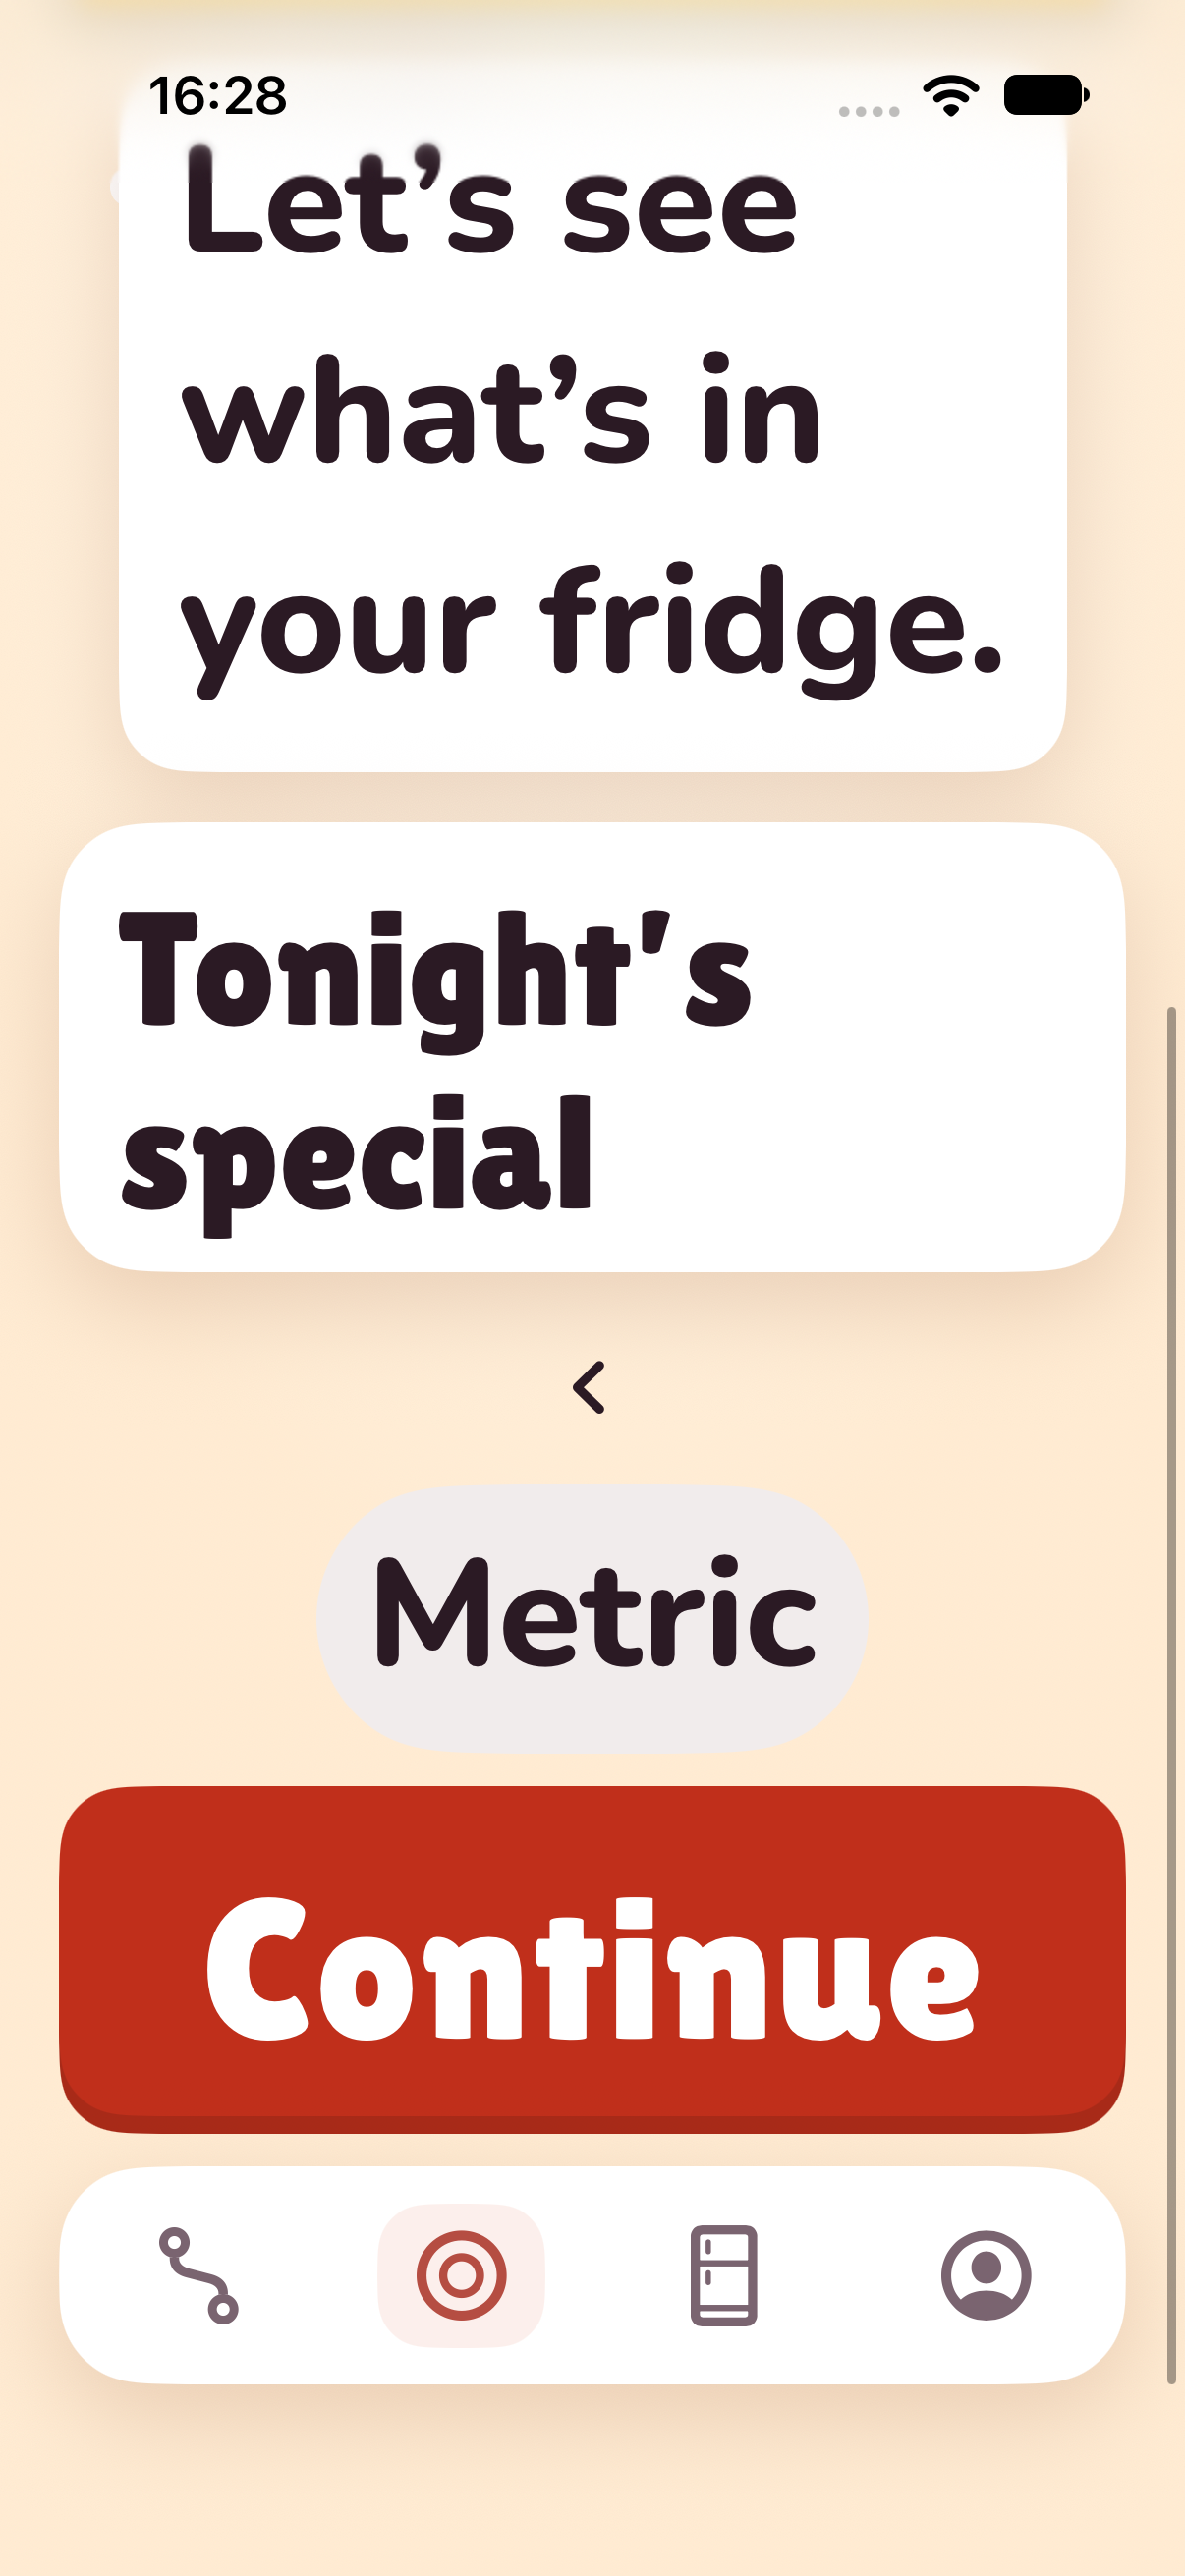 16:28
Let’s see
what’s in
your fridge.
Tonight’s
special
Metric
Continue